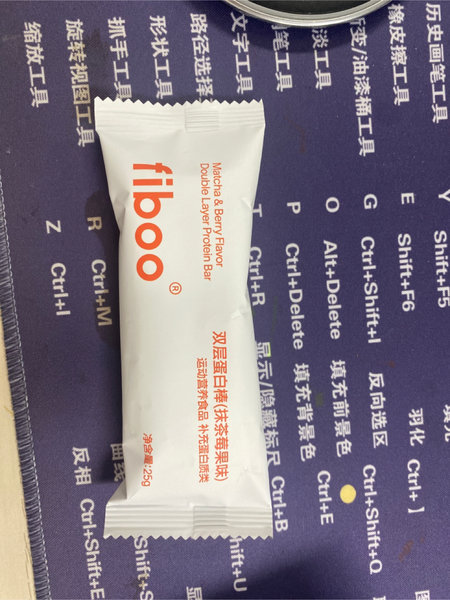 fiboo®
Matcha & Berry Flavor
Double Layer Protein Bar
双层蛋白棒(抹茶莓果味)
运动营养食品 补充蛋白质类
净含量:25g
历史画笔工具
Y
Shift+F5
橡皮擦工具
E
Shift+F6
羽化
Ctrl+
渐变/油漆桶工具
G
Ctrl+Shift+I
反向选区
Ctrl+Shift+Q
O
Alt+Delete
填充前景色
Ctrl+E
笔工具
P
Ctrl+Delete
填充背景色
文字工具
T
Ctrl+R
显示/隐藏标尺
Ctrl+B
路径选择
形状工具
抓手工具
旋转视图工具
R
Ctrl+M
曲线
缩放工具
Z
Ctrl+I
反相
Ctrl+Shift+E